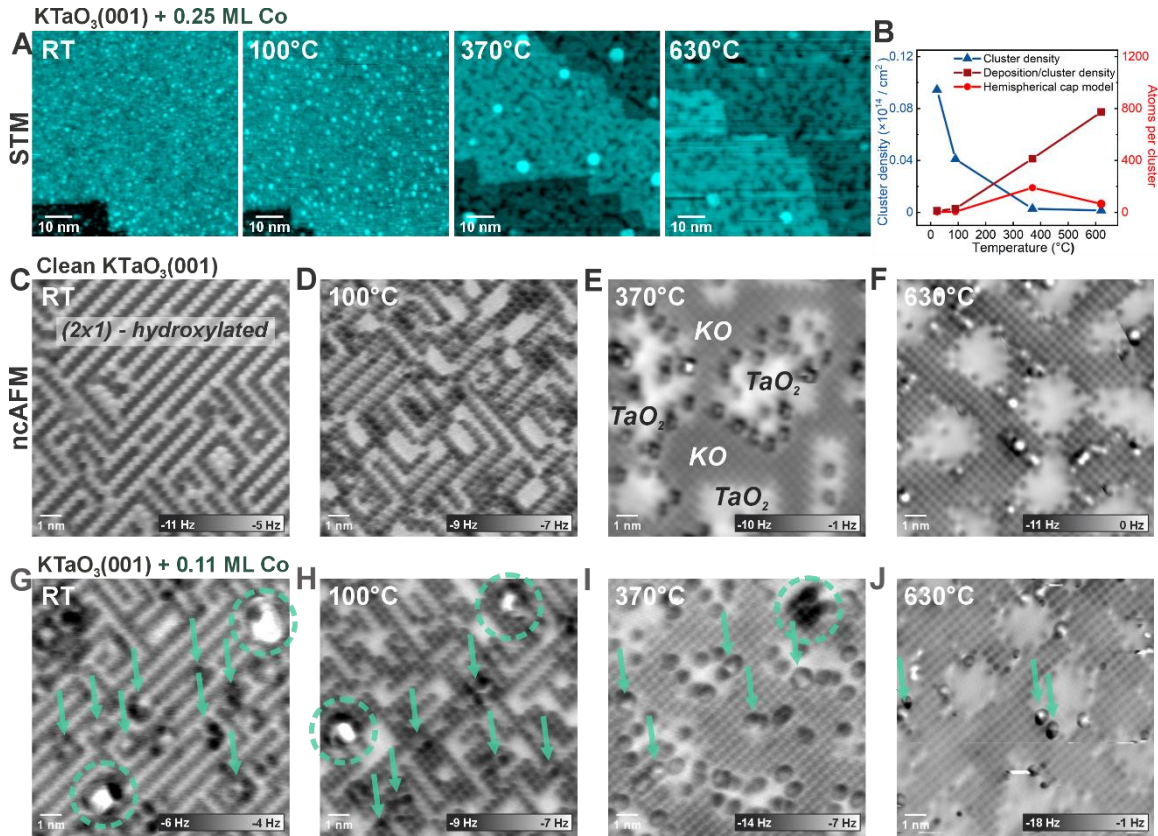 KTaO3(001) + 0.25 ML Co
A
RT
100°C
370°C
630°C
B
STM
10 nm
10 nm
10 nm
10 nm
Cluster density
Deposition/cluster density
Hemispherical cap model
Cluster density (×10^14 / cm^2)
0.12
0.08
0.04
0
1200
800
400
0
Atoms per cluster
0 100 200 300 400 500 600
Temperature (°C)
Clean KTaO3(001)
C
RT
(2x1) - hydroxylated
D
100°C
E
370°C
KO
TaO2
TaO2
KO
TaO2
F
630°C
ncAFM
1 nm
-11 Hz -5 Hz
1 nm
-9 Hz -7 Hz
1 nm
-10 Hz -1 Hz
1 nm
-11 Hz 0 Hz
KTaO3(001) + 0.11 ML Co
G
RT
H
100°C
I
370°C
J
630°C
1 nm
-6 Hz -4 Hz
1 nm
-9 Hz -7 Hz
1 nm
-14 Hz -7 Hz
1 nm
-18 Hz -1 Hz